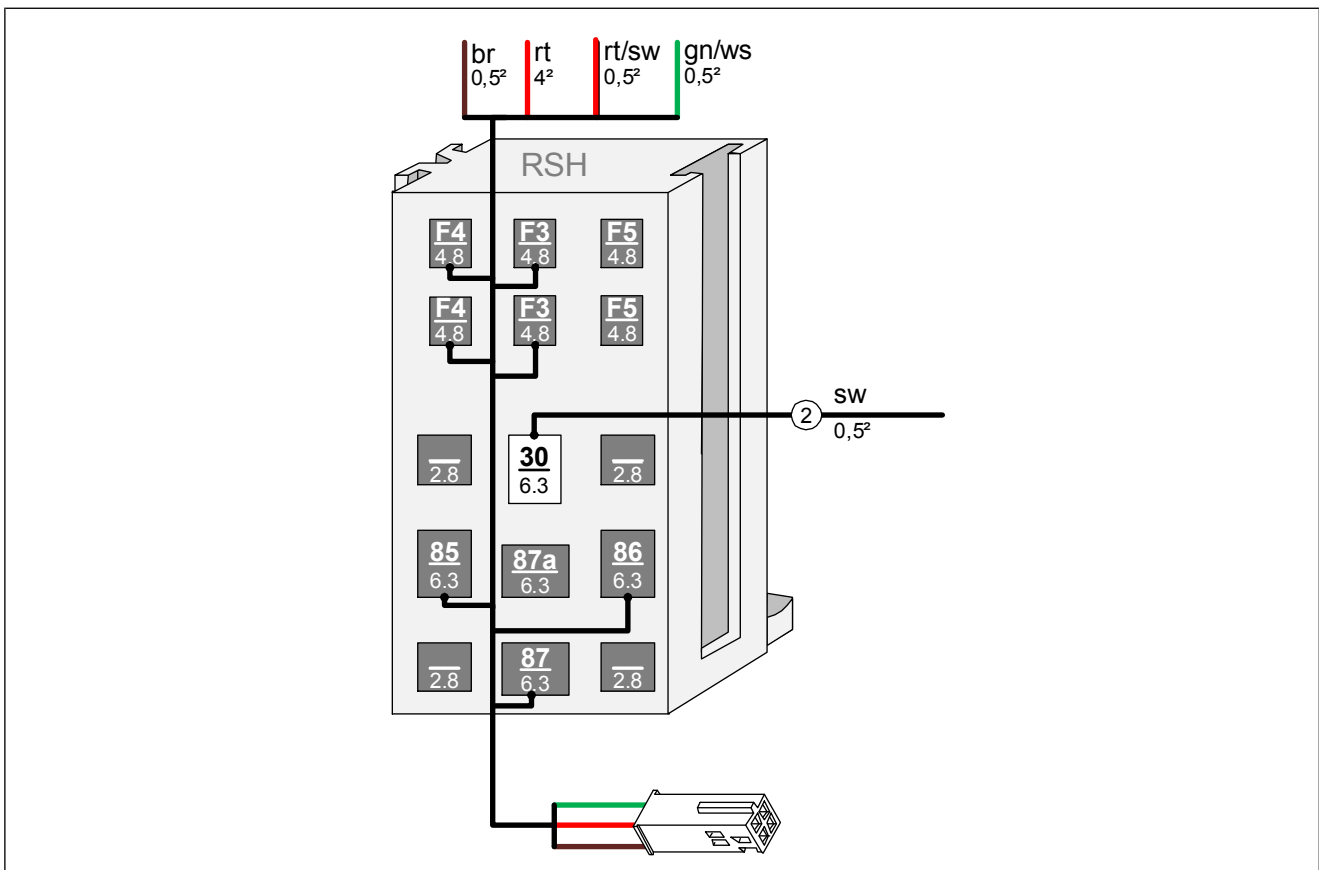 br rt rt/sw gn/ws
0,5² 4² 0,5² 0,5²
RSH
F4 F3 F5
4.8 4.8 4.8
F4 F3 F5
4.8 4.8 4.8
sw
2
0,5²
30
2.8 6.3 2.8
85 87a 86
6.3 6.3 6.3
87
2.8 6.3 2.8